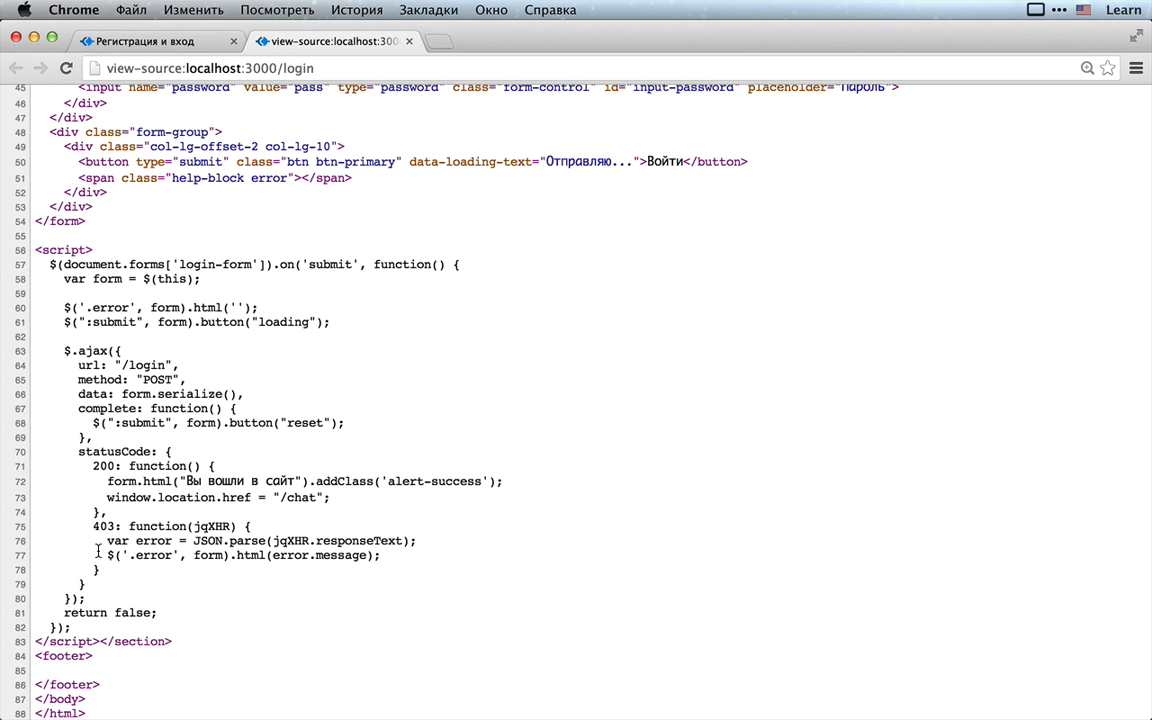 Chrome Файл Изменить Посмотреть История Закладки Окно Справка Learn
Регистрация и вход view-source:localhost:300
view-source:localhost:3000/login
45 <input name="password" value="pass" type="password" class="form-control" id="input-password" placeholder="Пароль">
46 </div>
47 </div>
48 <div class="form-group">
49 <div class="col-lg-offset-2 col-lg-10">
50 <button type="submit" class="btn btn-primary" data-loading-text="Отправляю...">Войти</button>
51 <span class="help-block error"></span>
52 </div>
53 </div>
54 </form>
55
56 <script>
57 $(document.forms['login-form']).on('submit', function() {
58 var form = $(this);
59
60 $('.error', form).html('');
61 $(":submit", form).button("loading");
62
63 $.ajax({
64 url: "/login",
65 method: "POST",
66 data: form.serialize(),
67 complete: function() {
68 $(":submit", form).button("reset");
69 },
70 statusCode: {
71 200: function() {
72 form.html("Вы вошли в сайт").addClass('alert-success');
73 window.location.href = "/chat";
74 },
75 403: function(jqXHR) {
76 var error = JSON.parse(jqXHR.responseText);
77 $('.error', form).html(error.message);
78 }
79 }
80 });
81 return false;
82 });
83 </script></section>
84 <footer>
85
86 </footer>
87 </body>
88 </html>